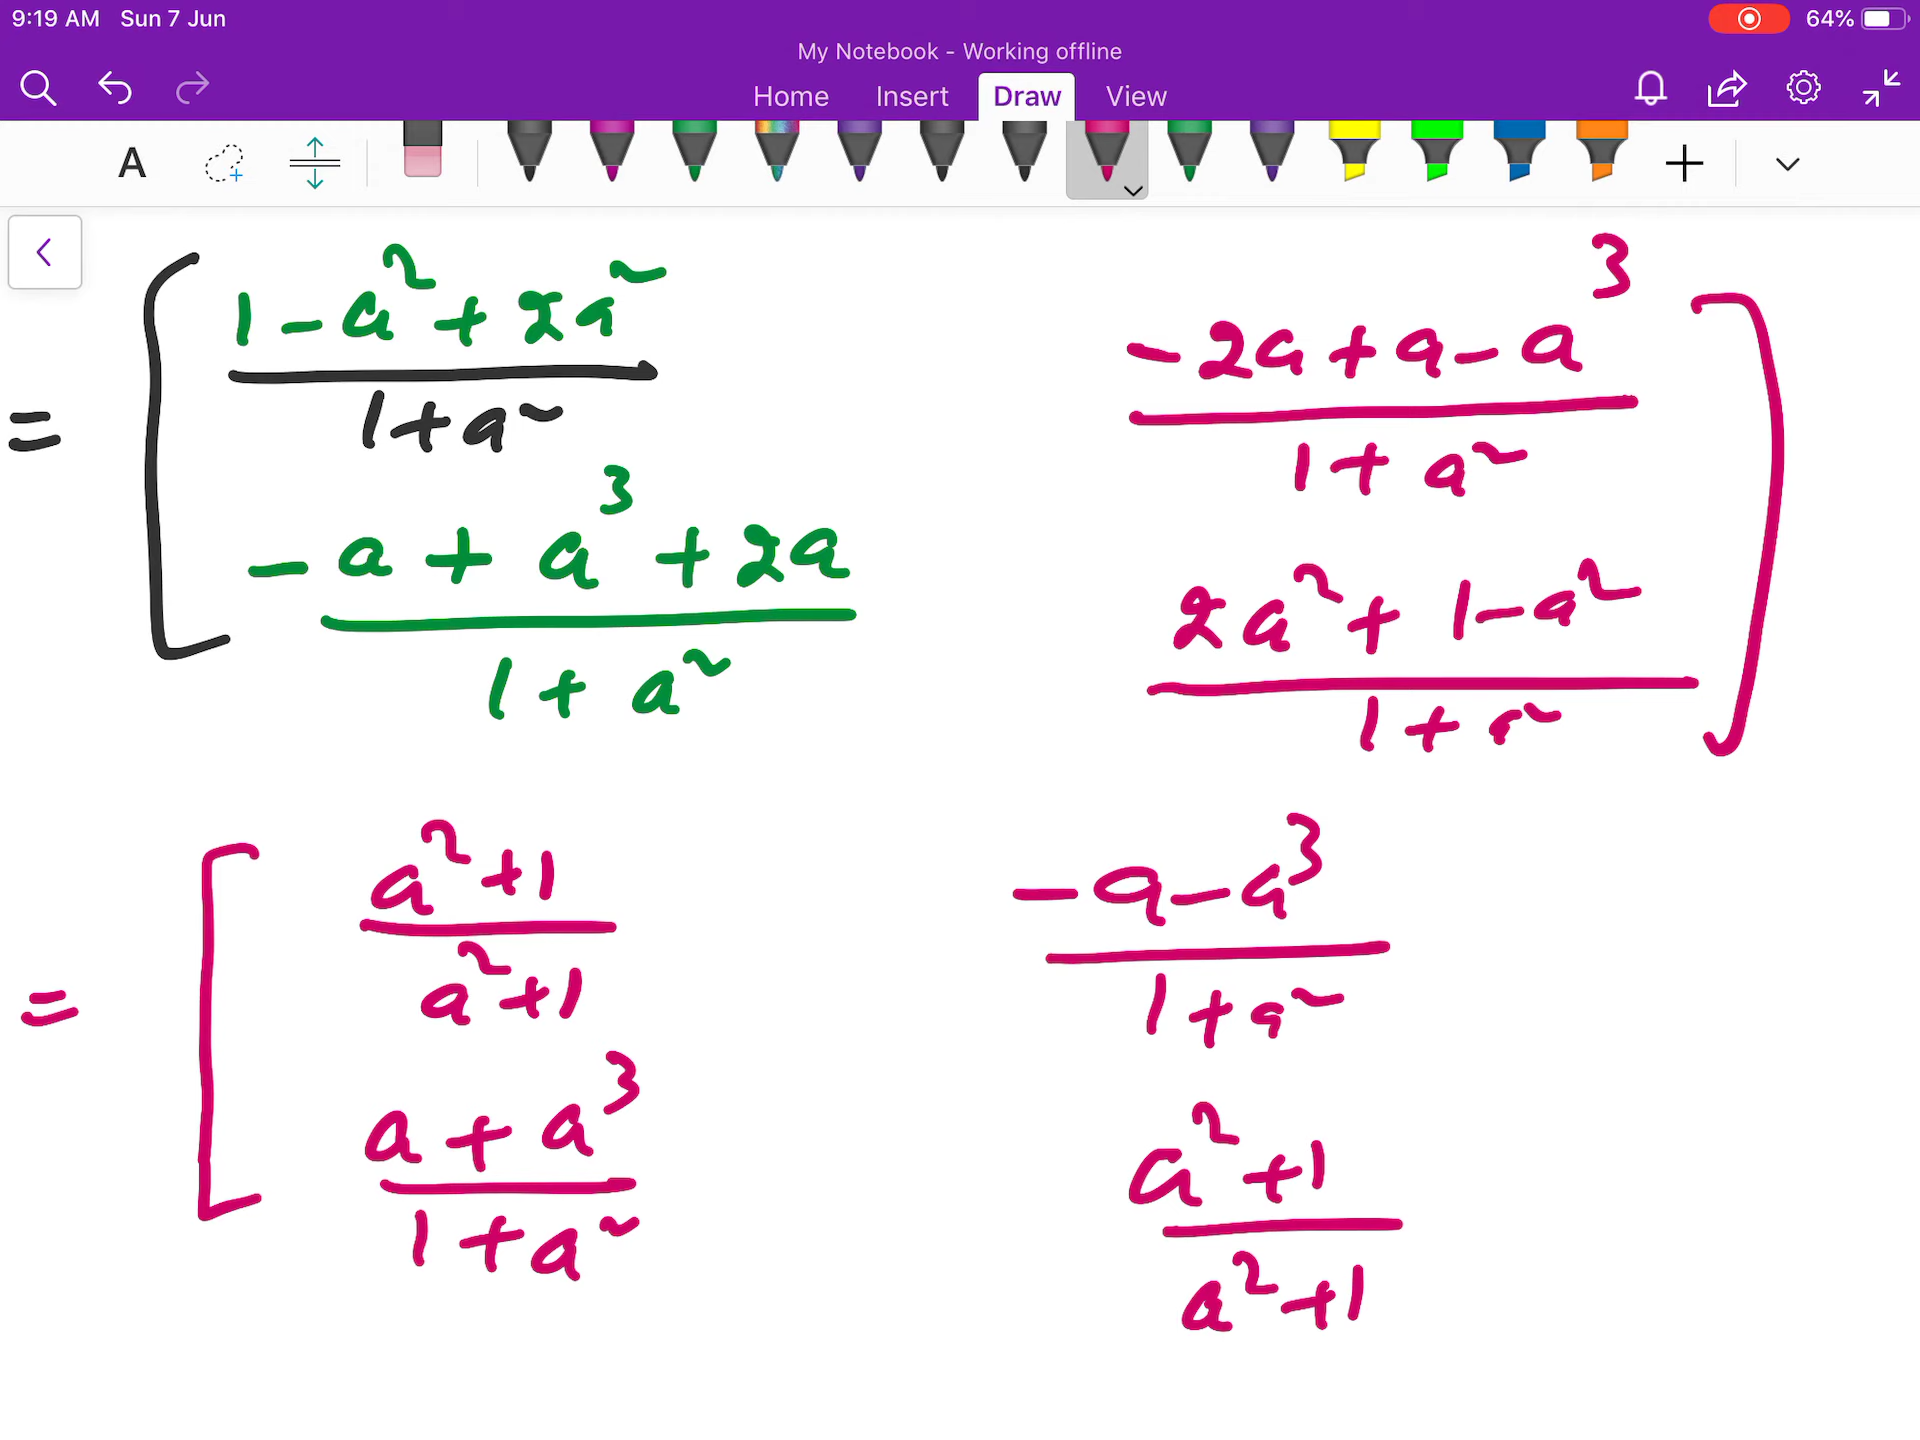 9:19 AM Sun 7 Jun 64%
My Notebook - Working offline
Home Insert Draw View
A
= [ 1 - a² + 2a² / 1 + a²    -2a + a - a³ / 1 + a²
-a + a³ + 2a / 1 + a²    2a² + 1 - a² / 1 + a² ]
= [ a² + 1 / a² + 1    -a - a³ / 1 + a²
a + a³ / 1 + a²    a² + 1 / a² + 1